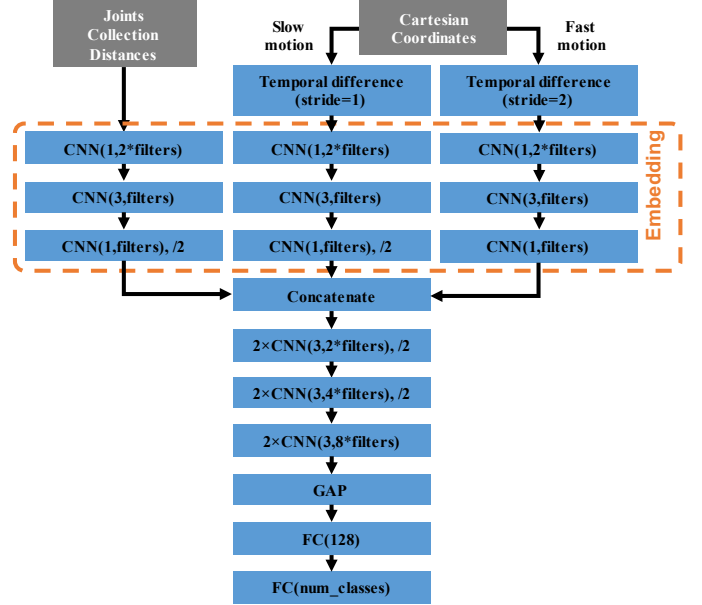 Joints
Collection
Distances
Slow
motion
Cartesian
Coordinates
Fast
motion
Temporal difference
(stride=1)
Temporal difference
(stride=2)
CNN(1,2*filters)
CNN(1,2*filters)
CNN(1,2*filters)
CNN(3,filters)
CNN(3,filters)
CNN(3,filters)
CNN(1,filters), /2
CNN(1,filters), /2
CNN(1,filters)
Embedding
Concatenate
2×CNN(3,2*filters), /2
2×CNN(3,4*filters), /2
2×CNN(3,8*filters)
GAP
FC(128)
FC(num_classes)